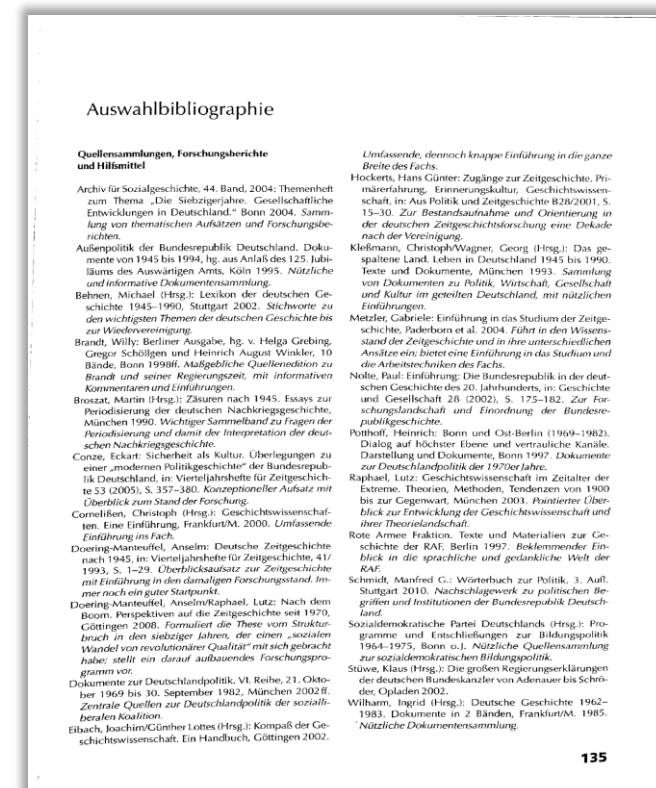 Auswahlbibliographie
Quellensammlungen, Forschungsberichte
und Hilfsmittel
Archiv für Sozialgeschichte, 44. Band, 2004: Themenheft
zum Thema „Die Siebzigerjahre. Gesellschaftliche
Entwicklungen in Deutschland.“ Bonn 2004. Samm-
lung von thematischen Aufsätzen und Forschungsbe-
richten.
Außenpolitik der Bundesrepublik Deutschland. Doku-
mente von 1945 bis 1994, hg. aus Anlaß des 125. Jubi-
läums des Auswärtigen Amts, Köln 1995. Nützliche
und informative Dokumentensammlung.
Behnen, Michael (Hrsg.): Lexikon der deutschen Ge-
schichte 1945–1990, Stuttgart 2002. Stichworte zu
den wichtigsten Themen der deutschen Geschichte bis
zur Wiedervereinigung.
Brandt, Willy: Berliner Ausgabe, hg. v. Helga Grebing,
Gregor Schöllgen und Heinrich August Winkler, 10
Bände, Bonn 1998ff. Maßgebliche Quellenedition zu
Brandt und seiner Regierungszeit, mit informativen
Kommentaren und Einführungen.
Broszat, Martin (Hrsg.): Zäsuren nach 1945. Essays zur
Periodisierung der deutschen Nachkriegsgeschichte,
München 1990. Wichtiger Sammelband zu Fragen der
Periodisierung und damit der Interpretation der deut-
schen Nachkriegsgeschichte.
Conze, Eckart: Sicherheit als Kultur. Überlegungen zu
einer „modernen Politikgeschichte“ der Bundesrepub-
lik Deutschland, in: Vierteljahrshefte für Zeitgeschich-
te 53 (2005), S. 357–380. Konzeptioneller Aufsatz mit
Überblick zum Stand der Forschung.
Cornelißen, Christoph (Hrsg.): Geschichtswissenschaf-
ten. Eine Einführung, Frankfurt/M. 2000. Umfassende
Einführung ins Fach.
Doering-Manteuffel, Anselm: Deutsche Zeitgeschichte
nach 1945, in: Vierteljahrshefte für Zeitgeschichte, 41/
1993, S. 1–29. Überblicksaufsatz zur Zeitgeschichte
mit Einführung in den damaligen Forschungsstand. Im-
mer noch ein guter Startpunkt.
Doering-Manteuffel, Anselm/Raphael, Lutz: Nach dem
Boom. Perspektiven auf die Zeitgeschichte seit 1970,
Göttingen 2008. Formuliert die These vom Struktur-
bruch in den siebziger Jahren, der einen „sozialen
Wandel von revolutionärer Qualität“ mit sich gebracht
habe; stellt ein darauf aufbauendes Forschungspro-
gramm vor.
Dokumente zur Deutschlandpolitik. VI. Reihe, 21. Okto-
ber 1969 bis 30. September 1982, München 2002ff.
Zentrale Quellen zur Deutschlandpolitik der sozialli-
beralen Koalition.
Eibach, Joachim/Günther Lottes (Hrsg.): Kompaß der Ge-
schichtswissenschaft. Ein Handbuch, Göttingen 2002.
Umfassende, dennoch knappe Einführung in die ganze
Breite des Fachs.
Hockerts, Hans Günter: Zugänge zur Zeitgeschichte. Pri-
märerfahrung, Erinnerungskultur, Geschichtswissen-
schaft, in: Aus Politik und Zeitgeschichte B28/2001, S.
15–30. Zur Bestandsaufnahme und Orientierung in
der deutschen Zeitgeschichtsforschung eine Dekade
nach der Vereinigung.
Kleßmann, Christoph/Wagner, Georg (Hrsg.): Das ge-
spaltene Land. Leben in Deutschland 1945 bis 1990.
Texte und Dokumente, München 1993. Sammlung
von Dokumenten zu Politik, Wirtschaft, Gesellschaft
und Kultur im geteilten Deutschland, mit nützlichen
Einführungen.
Metzler, Gabriele: Einführung in das Studium der Zeitge-
schichte, Paderborn et al. 2004. Führt in den Wissens-
stand der Zeitgeschichte und in ihre unterschiedlichen
Ansätze ein; bietet eine Einführung in das Studium und
die Arbeitstechniken des Fachs.
Nolte, Paul: Einführung: Die Bundesrepublik in der deut-
schen Geschichte des 20. Jahrhunderts, in: Geschichte
und Gesellschaft 28 (2002), S. 175–182. Zur For-
schungslandschaft und Einordnung der Bundesre-
publikgeschichte.
Potthoff, Heinrich: Bonn und Ost-Berlin (1969–1982).
Dialog auf höchster Ebene und vertrauliche Kanäle.
Darstellung und Dokumente, Bonn 1997. Dokumente
zur Deutschlandpolitik der 1970er Jahre.
Raphael, Lutz: Geschichtswissenschaft im Zeitalter der
Extreme. Theorien, Methoden, Tendenzen von 1900
bis zur Gegenwart, München 2003. Pointierter Über-
blick zur Entwicklung der Geschichtswissenschaft und
ihrer Theorielandschaft.
Rote Armee Fraktion. Texte und Materialien zur Ge-
schichte der RAF, Berlin 1997. Beklemmender Ein-
blick in die sprachliche und gedankliche Welt der
RAF.
Schmidt, Manfred G.: Wörterbuch zur Politik, 3. Aufl.
Stuttgart 2010. Nachschlagewerk zu politischen Be-
griffen und Institutionen der Bundesrepublik Deutsch-
land.
Sozialdemokratische Partei Deutschlands (Hrsg.): Pro-
gramme und Entschließungen zur Bildungspolitik
1964–1975, Bonn o.J. Nützliche Quellensammlung
zur sozialdemokratischen Bildungspolitik.
Stüwe, Klaus (Hrsg.): Die großen Regierungserklärungen
der deutschen Bundeskanzler von Adenauer bis Schrö-
der, Opladen 2002.
Wilharm, Ingrid (Hrsg.): Deutsche Geschichte 1962–
1983. Dokumente in 2 Bänden, Frankfurt/M. 1985.
Nützliche Dokumentensammlung.
135